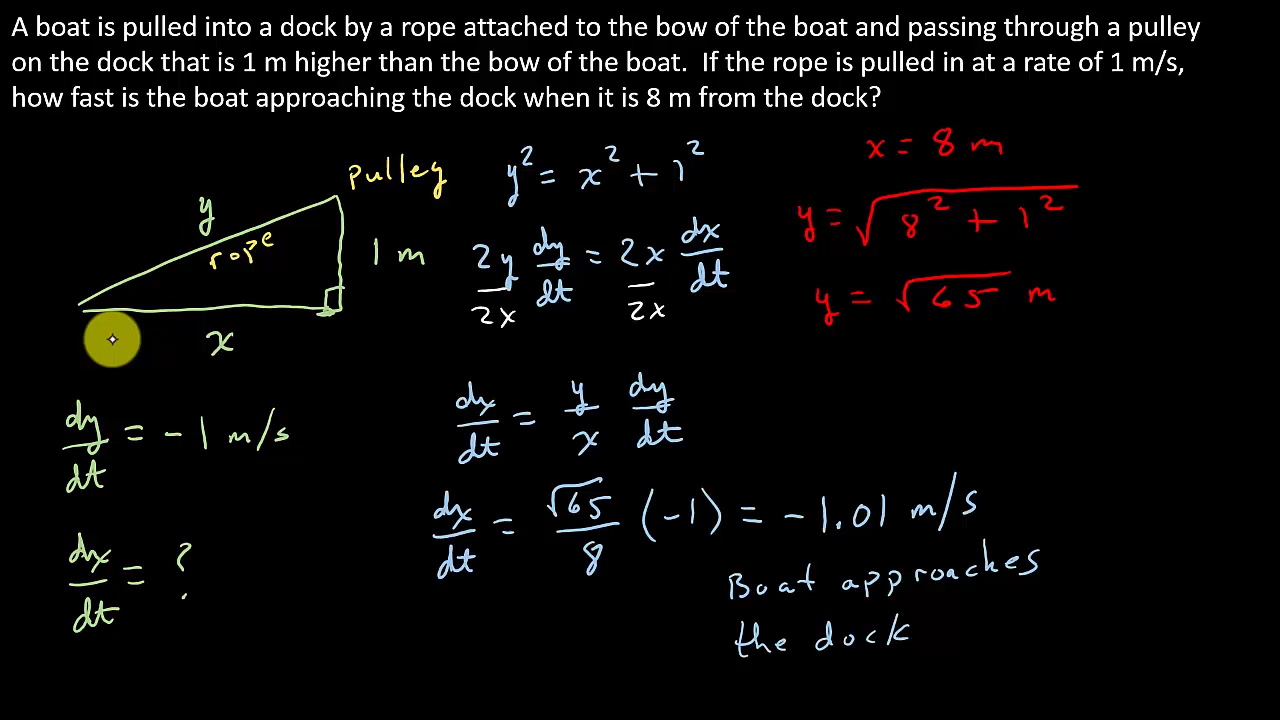 A boat is pulled into a dock by a rope attached to the bow of the boat and passing through a pulley
on the dock that is 1 m higher than the bow of the boat.  If the rope is pulled in at a rate of 1 m/s,
how fast is the boat approaching the dock when it is 8 m from the dock?
pulley
y
rope
1 m
x
dy/dt = -1 m/s
dx/dt = ?
y² = x² + 1²
2y dy/dt = 2x dx/dt
2x 2x
dx/dt = y/x dy/dt
dx/dt = √65/8 (-1) = -1.01 m/s
Boat approaches
the dock
x = 8 m
y = √8² + 1²
y = √65 m